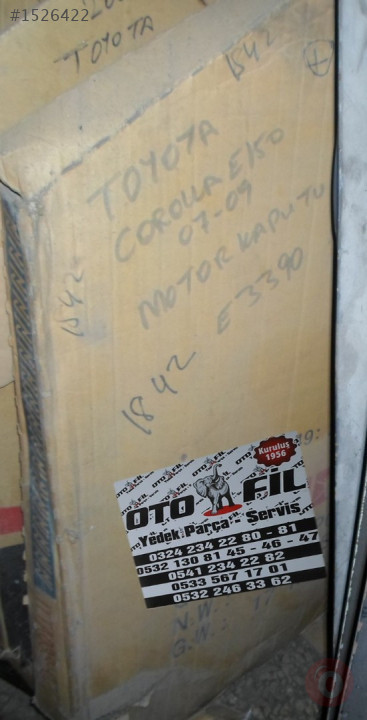 #1526422
TOYOTA
1842
TOYOTA
COROLLA E150
07-09
MOTOR KAPUTU
E3390
1842
1842
Kuruluş
1956
OTO FİL
Yedek Parça - Servis
0324 234 22 80 - 81
0532 130 81 45 - 46 - 47
0541 234 22 82
0533 567 17 01
0532 246 33 62
N.W.
G.W.: